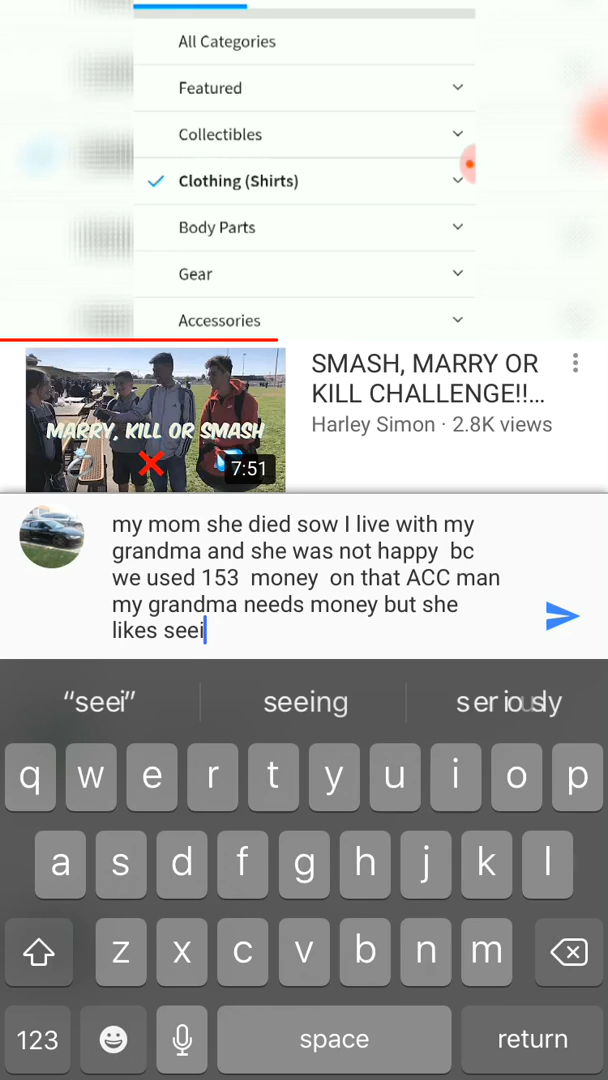 All Categories
Featured
Collectibles
Clothing (Shirts)
Body Parts
Gear
Accessories
MARRY, KILL OR SMASH
7:51
SMASH, MARRY OR
KILL CHALLENGE!!...
Harley Simon · 2.8K views
my mom she died sow I live with my
grandma and she was not happy  bc
we used 153  money  on that ACC man
my grandma needs money but she
likes seei
“seei” seeing seriously
q w e r t y u i o p
a s d f g h j k l
z x c v b n m
123 space return